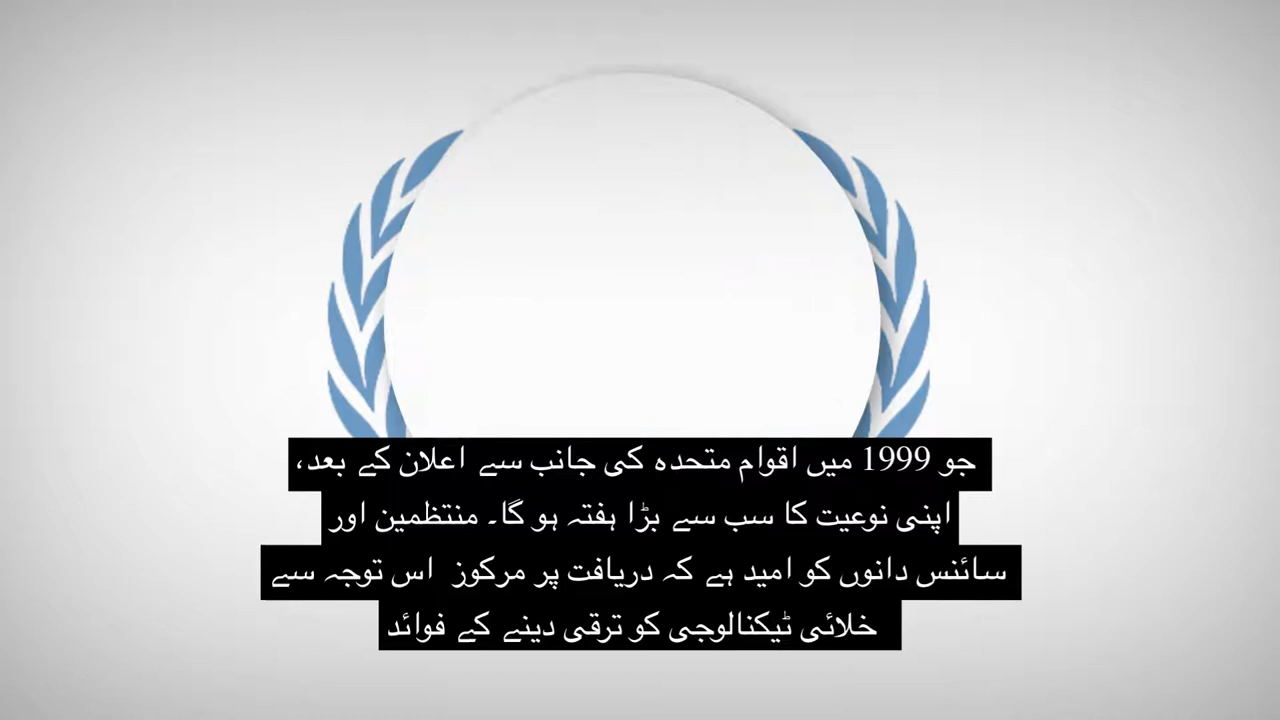 جو 1999 میں اقوام متحدہ کی جانب سے اعلان کے بعد،
اپنی نوعیت کا سب سے بڑا ہفتہ ہو گا۔ منتظمین اور
سائنس دانوں کو امید ہے کہ دریافت پر مرکوز اس توجہ سے
خلائی ٹیکنالوجی کو ترقی دینے کے فوائد